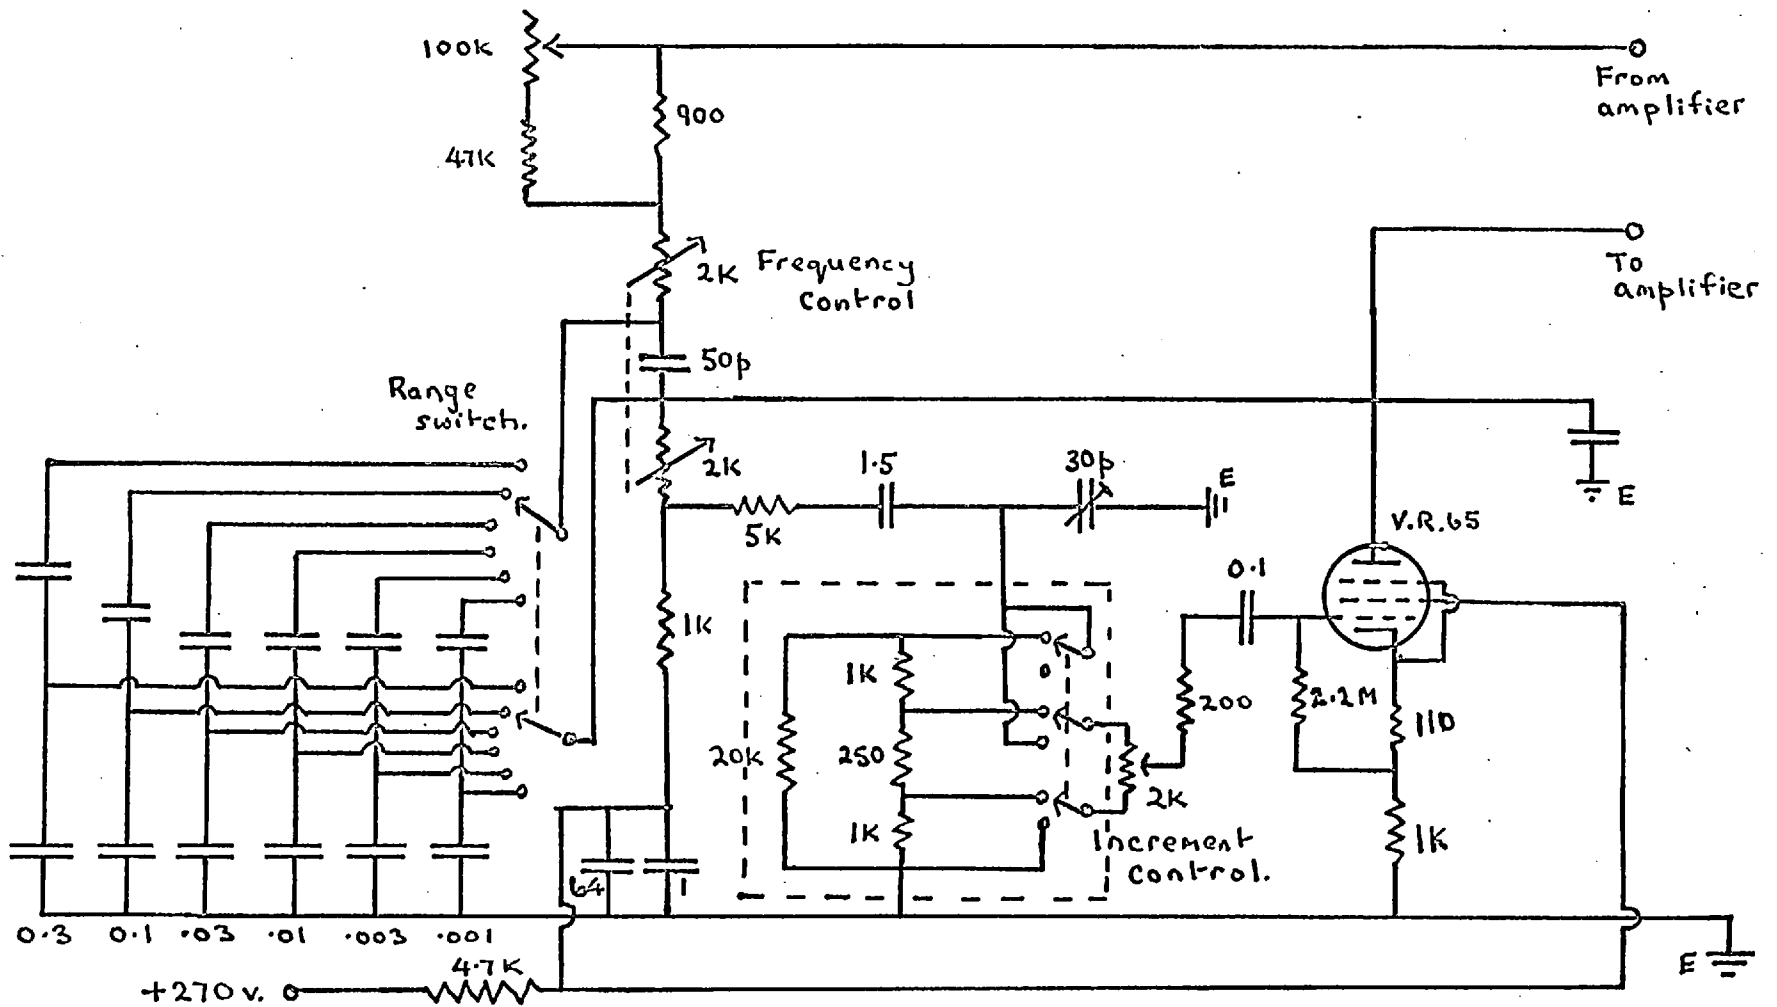 100K
From
amplifier
900
47K
To
amplifier
2K
Frequency
Control
50p
Range
switch.
2K
1.5
30p
E
E
5K
V.R.65
0.1
1K
1K
200
2.2M
110
20K
250
2K
1K
Increment
Control.
1K
64
1
0.3
0.1
.03
.01
.003
.001
4.7K
E
+270v.